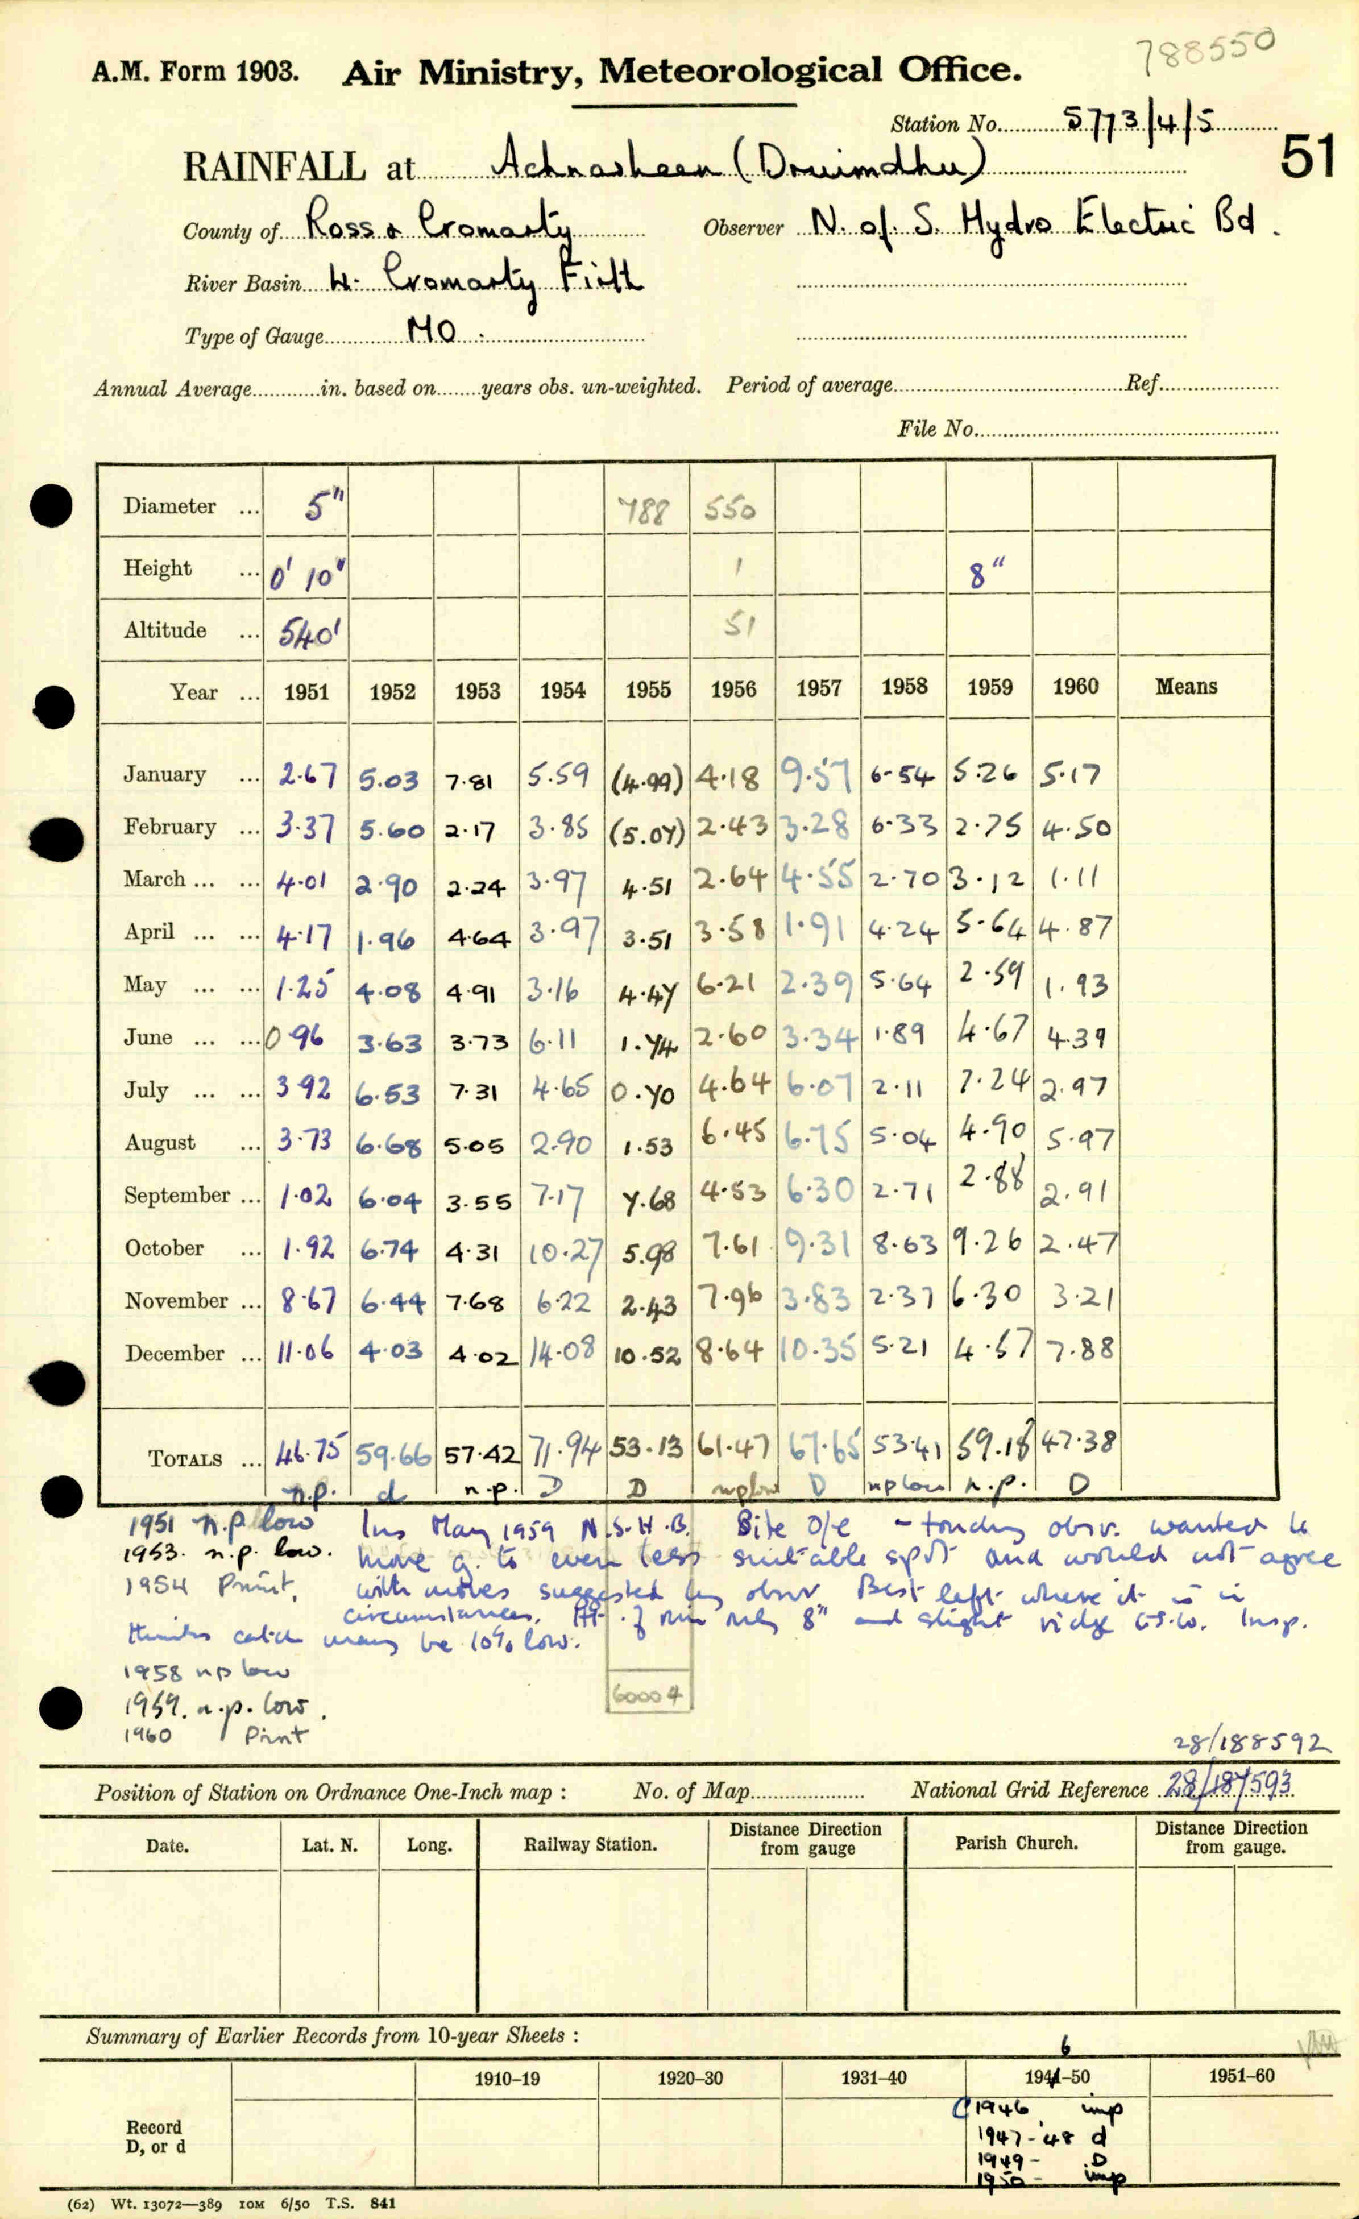 788550
A.M. Form 1903. Air Ministry, Meteorological Office.
Station No. 5773/4/5
51
RAINFALL at Achnasheen (Druimdhu)
County of Ross & Cromarty Observer N. of S. Hydro Electric Bd.
River Basin H. Cromarty Firth
Type of Gauge MO.
Annual Average in. based on years obs. un-weighted. Period of average Ref.
File No.
Diameter ... 5" 788 550
Height ... 0' 10" 1 8"
Altitude ... 540' 51
Year ... 1951 1952 1953 1954 1955 1956 1957 1958 1959 1960 Means
January ... 2.67 5.03 7.81 5.59 (4.99) 4.18 9.57 6.54 5.26 5.17
February ... 3.37 5.60 2.17 3.85 (5.07) 2.43 3.28 6.33 2.75 4.50
March ... ... 4.01 2.90 2.24 3.97 4.51 2.64 4.55 2.70 3.12 1.11
April ... ... 4.17 1.96 4.64 3.97 3.51 3.58 1.91 4.24 5.64 4.87
May ... ... 1.25 4.08 4.91 3.16 4.47 6.21 2.39 5.64 2.59 1.93
June ... ... 0.96 3.63 3.73 6.11 1.74 2.60 3.34 1.89 4.67 4.39
July ... ... 3.92 6.53 7.31 4.65 0.70 4.64 6.07 2.11 7.24 2.97
August ... 3.73 6.68 5.05 2.90 1.53 6.45 6.75 5.04 4.90 5.97
September ... 1.02 6.04 3.55 7.17 7.68 4.53 6.30 2.71 2.88 2.91
October ... 1.92 6.74 4.31 10.27 5.98 7.61 9.31 8.63 9.26 2.47
November ... 8.67 6.44 7.68 6.22 2.43 7.96 3.83 2.37 6.30 3.21
December ... 11.06 4.03 4.02 14.08 10.52 8.64 10.35 5.21 4.57 7.88
TOTALS ... 46.75 59.66 57.42 71.94 53.13 61.47 67.65 53.41 59.18 47.38
n.p. d n.p. D D np low D np low n.p. D
1951 n.p. low Ins May 1959 N.S.H.B. Site O/e - touching obsr. wanted to
1953. n.p. low. move g. to even less suitable spot and would not agree
1954 Print. with moves suggested by obsr. Best left where it is in
circumstances. Ht. of rim only 8" and slight ridge Insp.
thinks catch may be 10% low.
1958 np low
1959. n.p. low.
1960 Print
60004
28/188592
Position of Station on Ordnance One-Inch map : No. of Map National Grid Reference 28/187593
Date. Lat. N. Long. Railway Station. Distance Direction from gauge Parish Church. Distance Direction from gauge.
Summary of Earlier Records from 10-year Sheets :
6
1910–19 1920–30 1931–40 1941–50 1951–60
Record D, or d
1946 imp
1947-'48 d
1949- D
1950- imp
(62) Wt. 13072—389 10M 6/50 T.S. 841